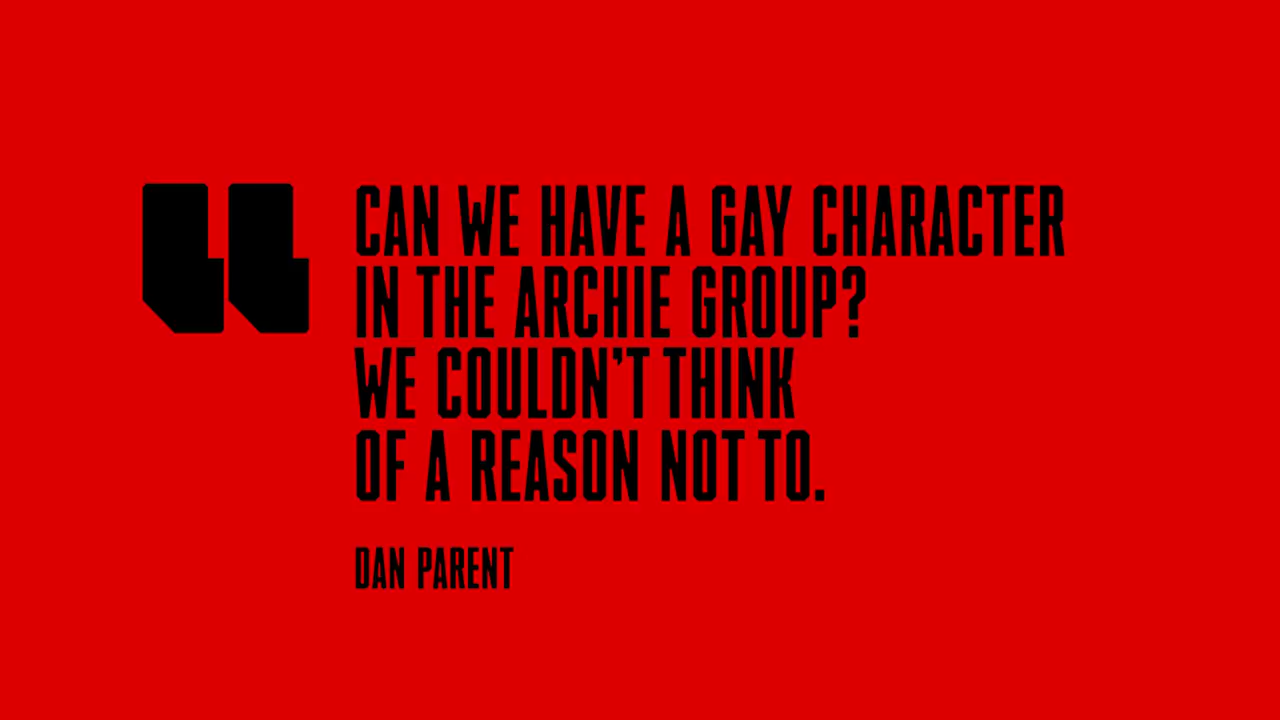 CAN WE HAVE A GAY CHARACTER
IN THE ARCHIE GROUP?
WE COULDN'T THINK
OF A REASON NOT TO.
DAN PARENT